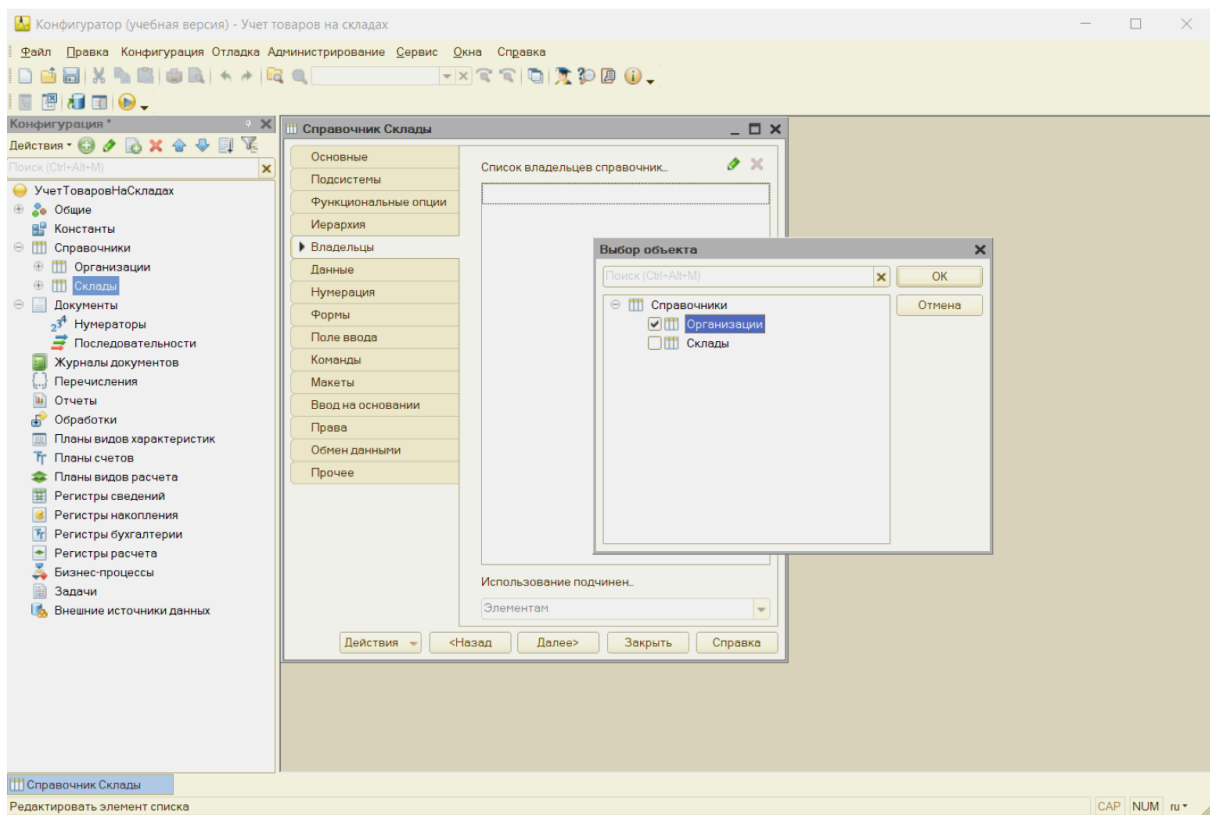 Конфигуратор (учебная версия) - Учет товаров на складах
Файл Правка Конфигурация Отладка Администрирование Сервис Окна Справка
Конфигурация *
Действия
Поиск (Ctrl+Alt+M)
УчетТоваровНаСкладах
Общие
Константы
Справочники
Организации
Склады
Документы
Нумераторы
Последовательности
Журналы документов
Перечисления
Отчеты
Обработки
Планы видов характеристик
Планы счетов
Планы видов расчета
Регистры сведений
Регистры накопления
Регистры бухгалтерии
Регистры расчета
Бизнес-процессы
Задачи
Внешние источники данных
Справочник Склады
Основные
Подсистемы
Функциональные опции
Иерархия
Владельцы
Данные
Нумерация
Формы
Поле ввода
Команды
Макеты
Ввод на основании
Права
Обмен данными
Прочее
Список владельцев справочник...
Использование подчинен...
Элементам
Действия <Назад Далее> Закрыть Справка
Выбор объекта
Поиск (Ctrl+Alt+M)
ОК
Отмена
Справочники
Организации
Склады
Справочник Склады
Редактировать элемент списка
CAP NUM ru